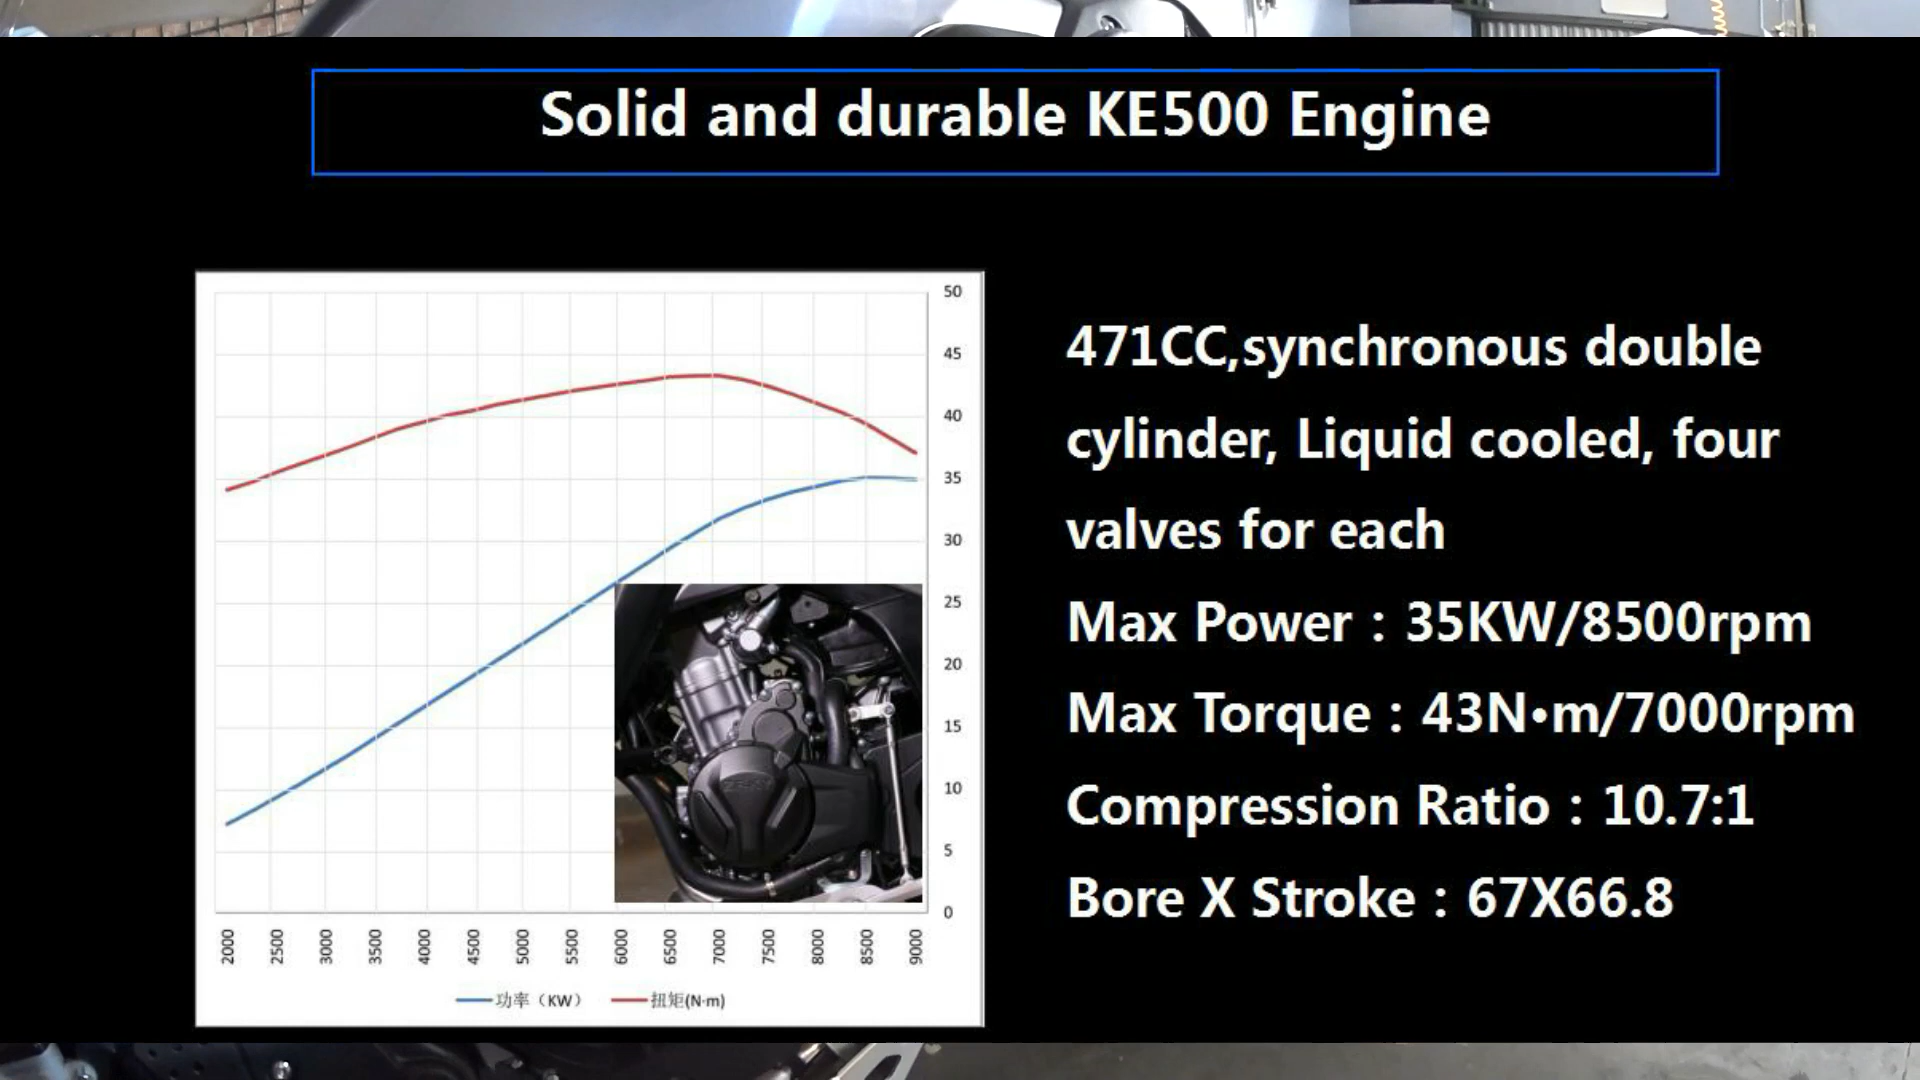 Solid and durable KE500 Engine
50
45
40
35
30
25
20
15
10
5
0
2000 2500 3000 3500 4000 4500 5000 5500 6000 6500 7000 7500 8000 8500 9000
功率（KW） 扭矩(N·m)
471CC,synchronous double
cylinder, Liquid cooled, four
valves for each
Max Power : 35KW/8500rpm
Max Torque : 43N•m/7000rpm
Compression Ratio : 10.7:1
Bore X Stroke : 67X66.8